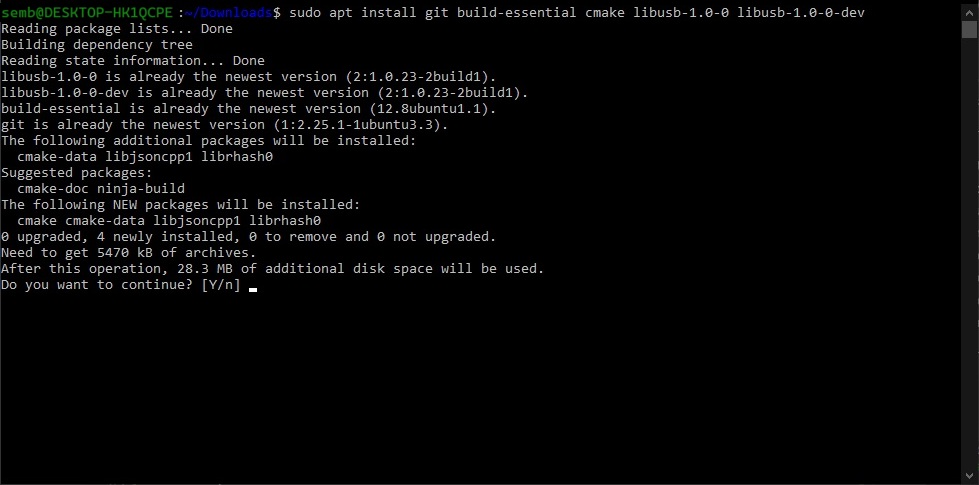 semb@DESKTOP-HK1QCPE:~/Downloads$ sudo apt install git build-essential cmake libusb-1.0-0 libusb-1.0-0-dev
Reading package lists... Done
Building dependency tree
Reading state information... Done
libusb-1.0-0 is already the newest version (2:1.0.23-2build1).
libusb-1.0-0-dev is already the newest version (2:1.0.23-2build1).
build-essential is already the newest version (12.8ubuntu1.1).
git is already the newest version (1:2.25.1-1ubuntu3.3).
The following additional packages will be installed:
  cmake-data libjsoncpp1 librhash0
Suggested packages:
  cmake-doc ninja-build
The following NEW packages will be installed:
  cmake cmake-data libjsoncpp1 librhash0
0 upgraded, 4 newly installed, 0 to remove and 0 not upgraded.
Need to get 5470 kB of archives.
After this operation, 28.3 MB of additional disk space will be used.
Do you want to continue? [Y/n]